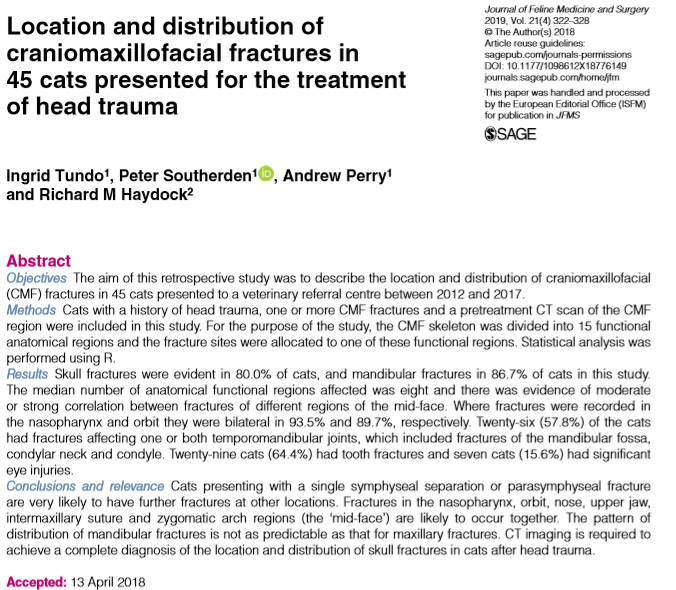 Location and distribution of
craniomaxillofacial fractures in
45 cats presented for the treatment
of head trauma
Journal of Feline Medicine and Surgery
2019, Vol. 21(4) 322–328
© The Author(s) 2018
Article reuse guidelines:
sagepub.com/journals-permissions
DOI: 10.1177/1098612X18776149
journals.sagepub.com/home/jfm
This paper was handled and processed
by the European Editorial Office (ISFM)
for publication in JFMS
SSAGE
Ingrid Tundo¹, Peter Southerden¹ iD, Andrew Perry¹
and Richard M Haydock²
Abstract
Objectives The aim of this retrospective study was to describe the location and distribution of craniomaxillofacial
(CMF) fractures in 45 cats presented to a veterinary referral centre between 2012 and 2017.
Methods Cats with a history of head trauma, one or more CMF fractures and a pretreatment CT scan of the CMF
region were included in this study. For the purpose of the study, the CMF skeleton was divided into 15 functional
anatomical regions and the fracture sites were allocated to one of these functional regions. Statistical analysis was
performed using R.
Results Skull fractures were evident in 80.0% of cats, and mandibular fractures in 86.7% of cats in this study.
The median number of anatomical functional regions affected was eight and there was evidence of moderate
or strong correlation between fractures of different regions of the mid-face. Where fractures were recorded in
the nasopharynx and orbit they were bilateral in 93.5% and 89.7%, respectively. Twenty-six (57.8%) of the cats
had fractures affecting one or both temporomandibular joints, which included fractures of the mandibular fossa,
condylar neck and condyle. Twenty-nine cats (64.4%) had tooth fractures and seven cats (15.6%) had significant
eye injuries.
Conclusions and relevance Cats presenting with a single symphyseal separation or parasymphyseal fracture
are very likely to have further fractures at other locations. Fractures in the nasopharynx, orbit, nose, upper jaw,
intermaxillary suture and zygomatic arch regions (the ‘mid-face’) are likely to occur together. The pattern of
distribution of mandibular fractures is not as predictable as that for maxillary fractures. CT imaging is required to
achieve a complete diagnosis of the location and distribution of skull fractures in cats after head trauma.
Accepted: 13 April 2018